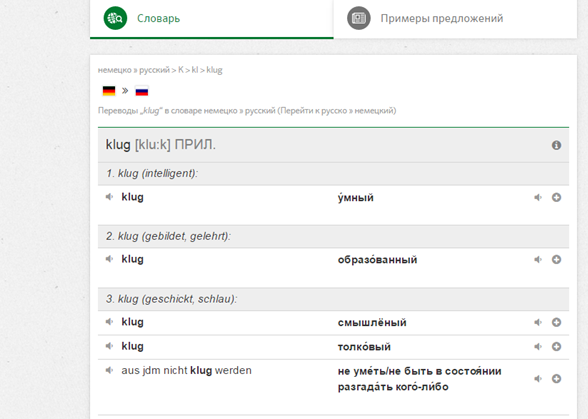 Словарь
Примеры предложений
немецко » русский > K > kl > klug
»
Переводы „klug“ в словаре немецко » русский (Перейти к русско » немецкий)
klug [klu:k] ПРИЛ.
1. klug (intelligent):
klug у́мный
2. klug (gebildet, gelehrt):
klug образо́ванный
3. klug (geschickt, schlau):
klug смышлёный
klug толко́вый
aus jdm nicht klug werden не уме́ть/не быть в состоя́нии
разгада́ть кого́-ли́бо